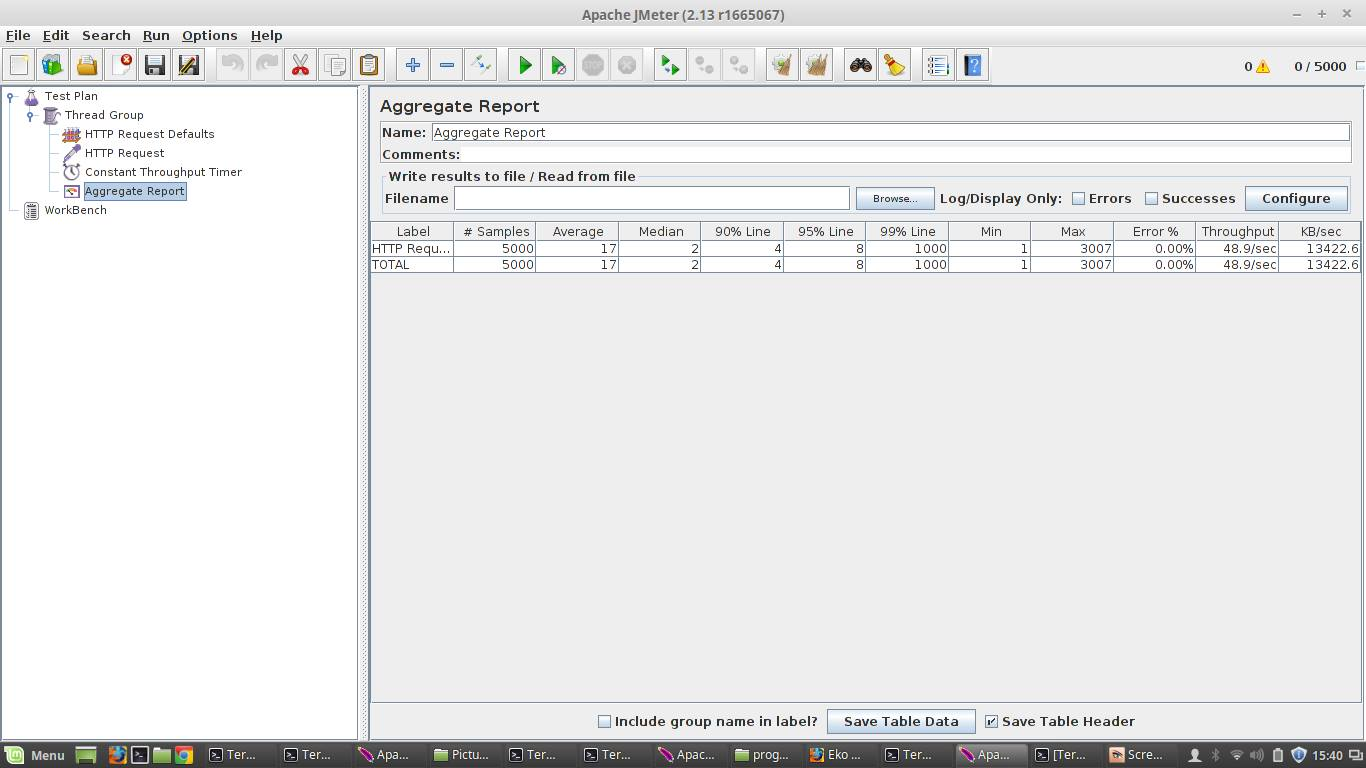 Apache JMeter (2.13 r1665067)
File Edit Search Run Options Help
0 0 / 5000
Test Plan
Thread Group
HTTP Request Defaults
HTTP Request
Constant Throughput Timer
Aggregate Report
WorkBench
Aggregate Report
Name: Aggregate Report
Comments:
Write results to file / Read from file
Filename Browse... Log/Display Only: Errors Successes Configure
Label # Samples Average Median 90% Line 95% Line 99% Line Min Max Error % Throughput KB/sec
HTTP Requ... 5000 17 2 4 8 1000 1 3007 0.00% 48.9/sec 13422.6
TOTAL 5000 17 2 4 8 1000 1 3007 0.00% 48.9/sec 13422.6
Include group name in label? Save Table Data Save Table Header
Menu Ter... Ter... Apa... Pictu... Ter... Ter... Apac... prog... Eko ... Ter... Apa... [Ter... Scre... 15:40